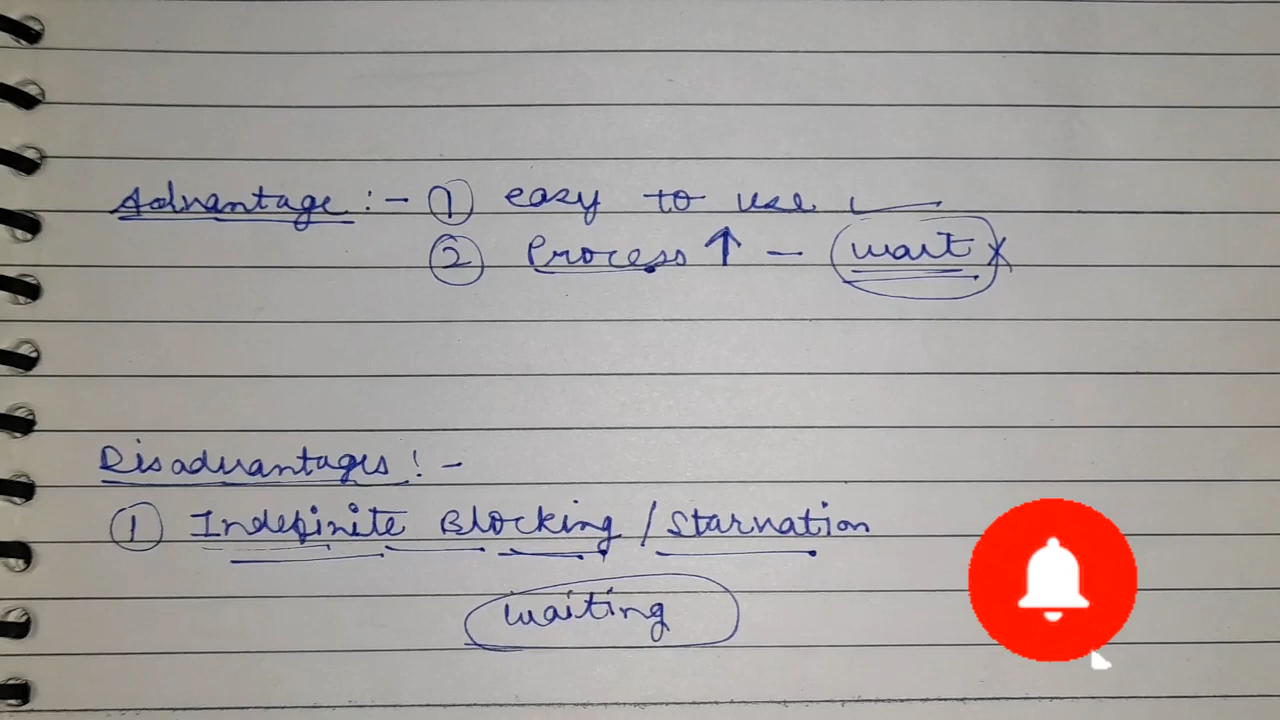 Advantage :- ① easy to use
② Process ↑ - wait ×
Disadvantages :-
① Indefinite Blocking / Starvation
waiting